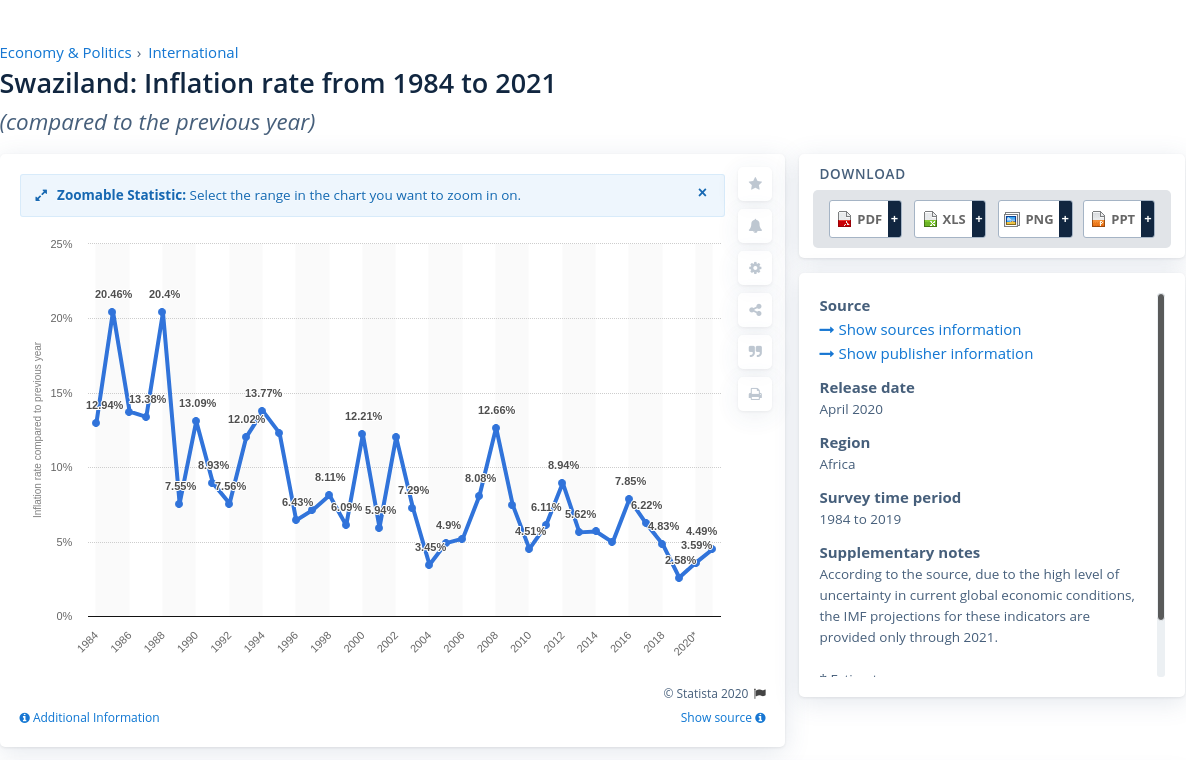 Economy & Politics › International
Swaziland: Inflation rate from 1984 to 2021
(compared to the previous year)
Zoomable Statistic: Select the range in the chart you want to zoom in on. ×
25%
20%
15%
10%
5%
0%
Inflation rate compared to previous year
12.94%
20.46%
13.38%
20.4%
7.55%
13.09%
8.93%
7.56%
12.02%
13.77%
6.43%
8.11%
6.09%
12.21%
5.94%
7.29%
3.45%
4.9%
8.08%
12.66%
4.51%
6.11%
8.94%
5.62%
7.85%
6.22%
4.83%
2.58%
3.59%
4.49%
1984 1986 1988 1990 1992 1994 1996 1998 2000 2002 2004 2006 2008 2010 2012 2014 2016 2018 2020*
© Statista 2020
Additional Information
Show source
DOWNLOAD
PDF + XLS + PNG + PPT +
Source
Show sources information
Show publisher information
Release date
April 2020
Region
Africa
Survey time period
1984 to 2019
Supplementary notes
According to the source, due to the high level of
uncertainty in current global economic conditions,
the IMF projections for these indicators are
provided only through 2021.